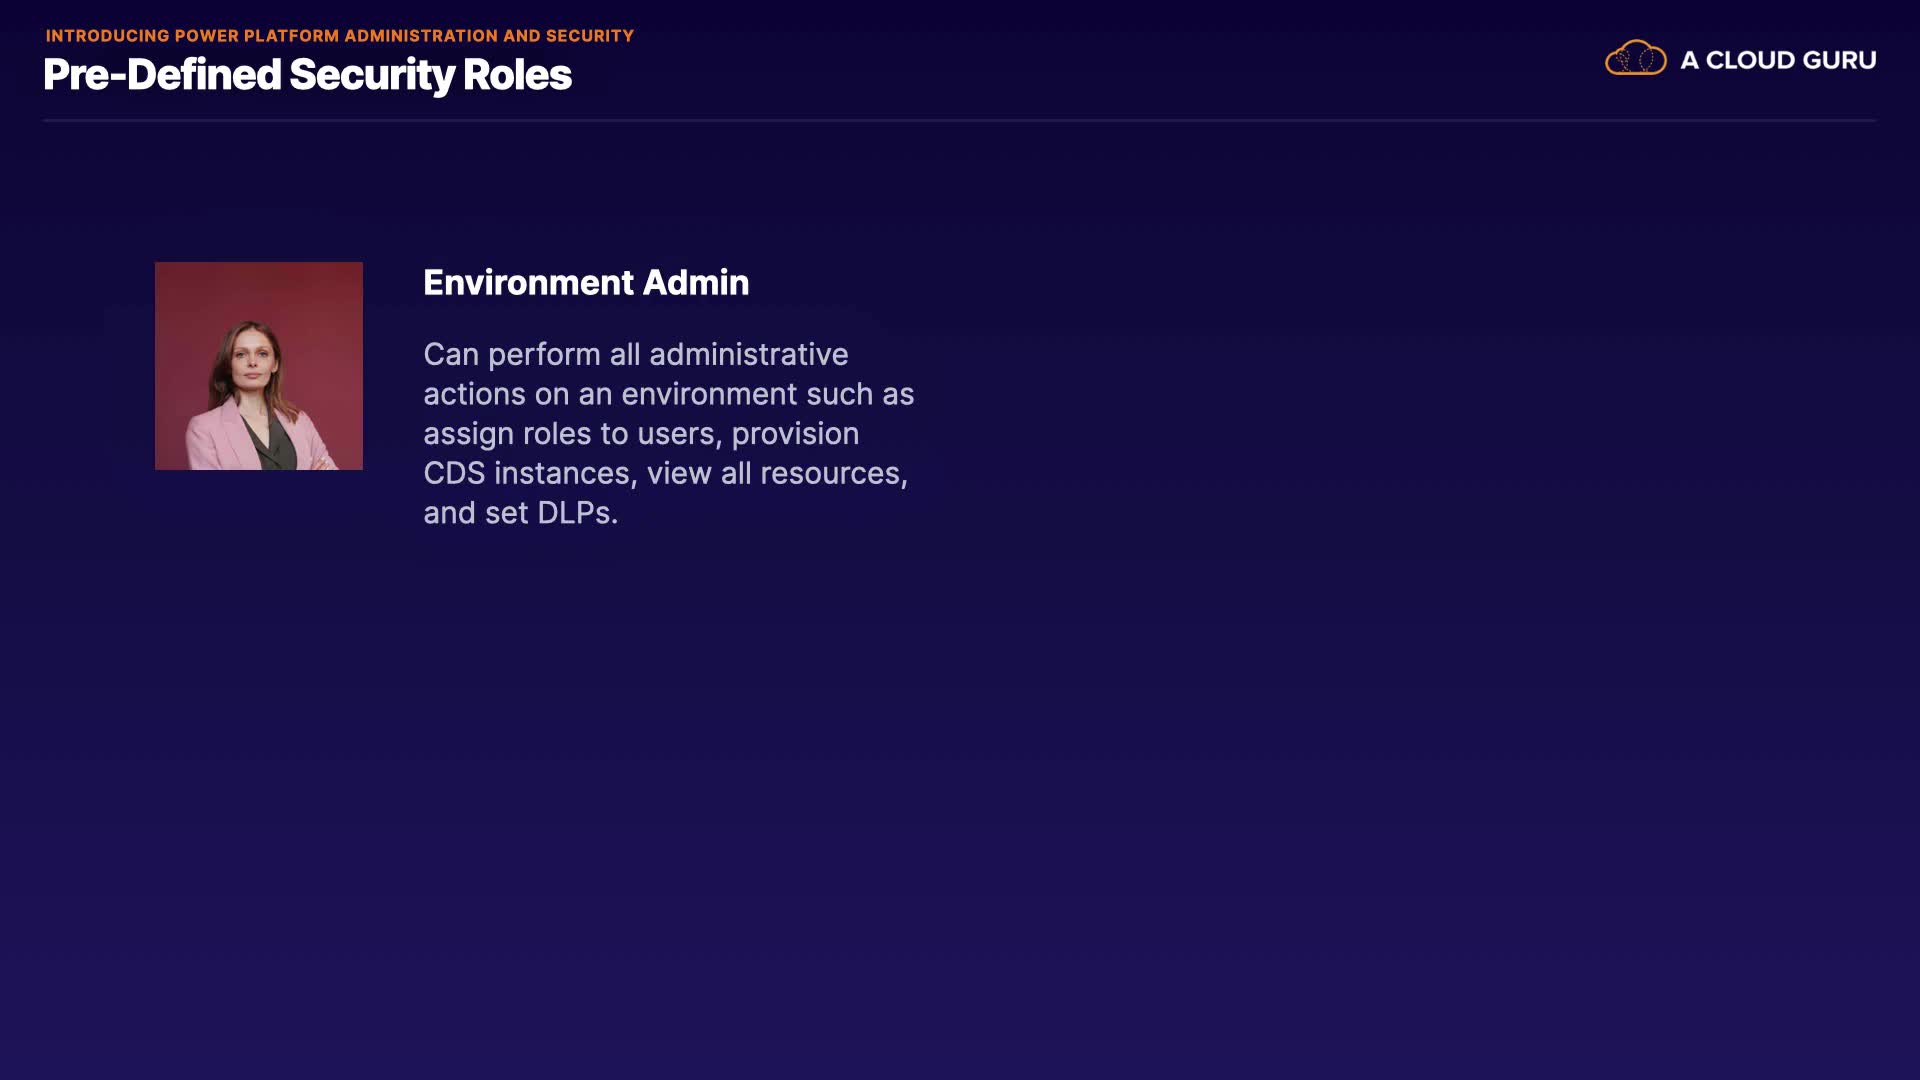 INTRODUCING POWER PLATFORM ADMINISTRATION AND SECURITY
Pre-Defined Security Roles
A CLOUD GURU
Environment Admin
Can perform all administrative
actions on an environment such as
assign roles to users, provision
CDS instances, view all resources,
and set DLPs.